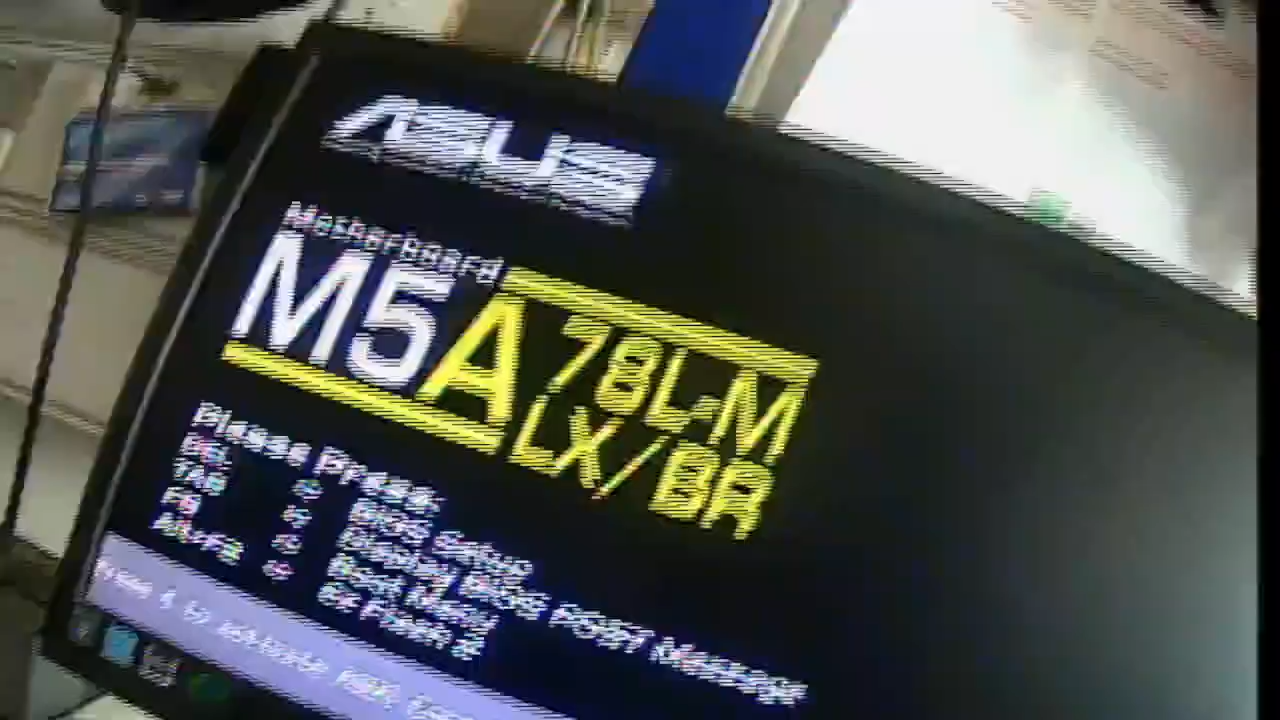 ASUS
Motherboard
M5A78L-M
LX/BR
Please Press:
DEL : BIOS Setup
TAB : Display BIOS POST Message
F8 : Boot Menu
Alt+F2 : EZ Flash 2